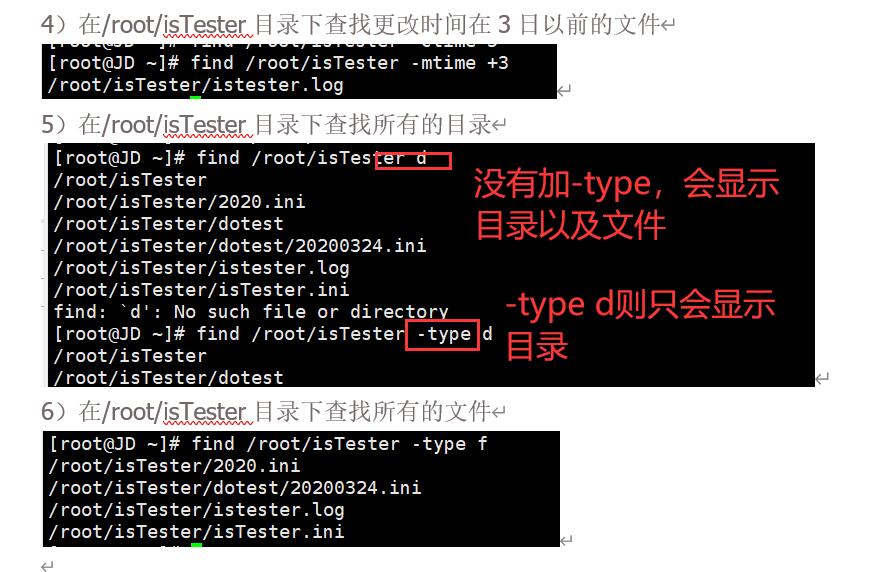 4）在/root/isTester 目录下查找更改时间在 3 日以前的文件↵
[root@JD ~]# find /root/isTester -mtime +3
/root/isTester/istester.log
↵
5）在/root/isTester 目录下查找所有的目录↵
[root@JD ~]# find /root/isTester d
/root/isTester
/root/isTester/2020.ini
/root/isTester/dotest
/root/isTester/dotest/20200324.ini
/root/isTester/istester.log
/root/isTester/isTester.ini
find: `d': No such file or directory
[root@JD ~]# find /root/isTester -type d
/root/isTester
/root/isTester/dotest
没有加-type，会显示
目录以及文件
-type d则只会显示
目录
↵
6）在/root/isTester 目录下查找所有的文件↵
[root@JD ~]# find /root/isTester -type f
/root/isTester/2020.ini
/root/isTester/dotest/20200324.ini
/root/isTester/istester.log
/root/isTester/isTester.ini
↵
↵